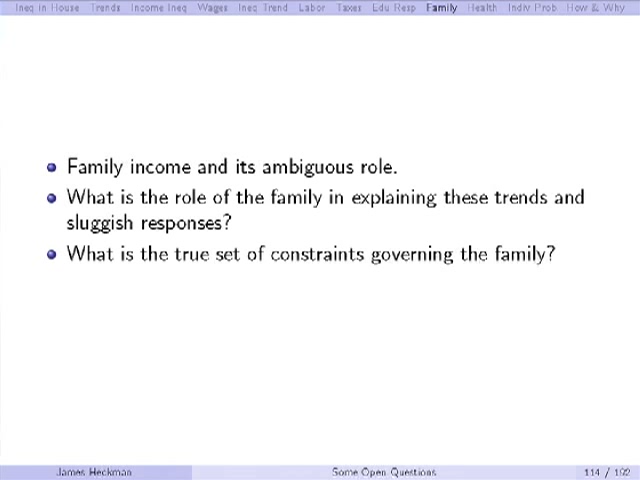 Ineq in House Trends Income Ineq Wages Ineq Trend Labor Taxes Edu Resp Family Health Indiv Prob How & Why
Family income and its ambiguous role.
What is the role of the family in explaining these trends and
sluggish responses?
What is the true set of constraints governing the family?
James Heckman Some Open Questions 114 / 192